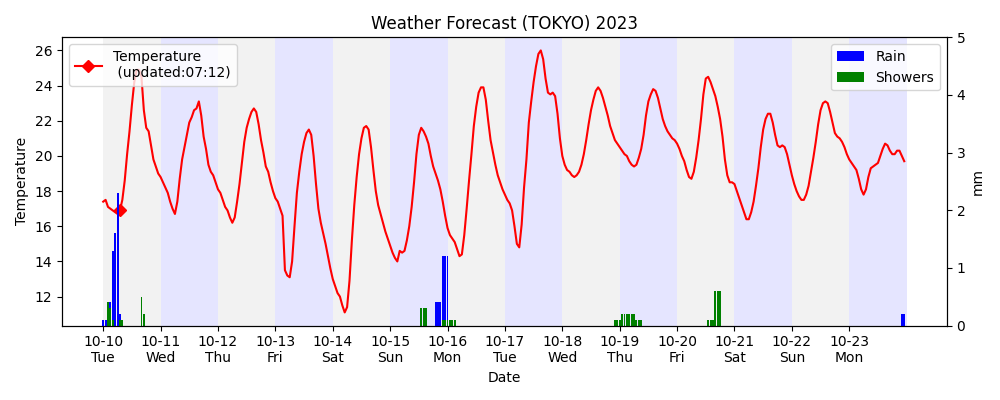 Weather Forecast (TOKYO) 2023
Temperature
(updated:07:12)
Rain
Showers
Temperature
26
24
22
20
18
16
14
12
5
4
3
2
1
0
mm
10-10 10-11 10-12 10-13 10-14 10-15 10-16 10-17 10-18 10-19 10-20 10-21 10-22 10-23
Tue Wed Thu Fri Sat Sun Mon Tue Wed Thu Fri Sat Sun Mon
Date